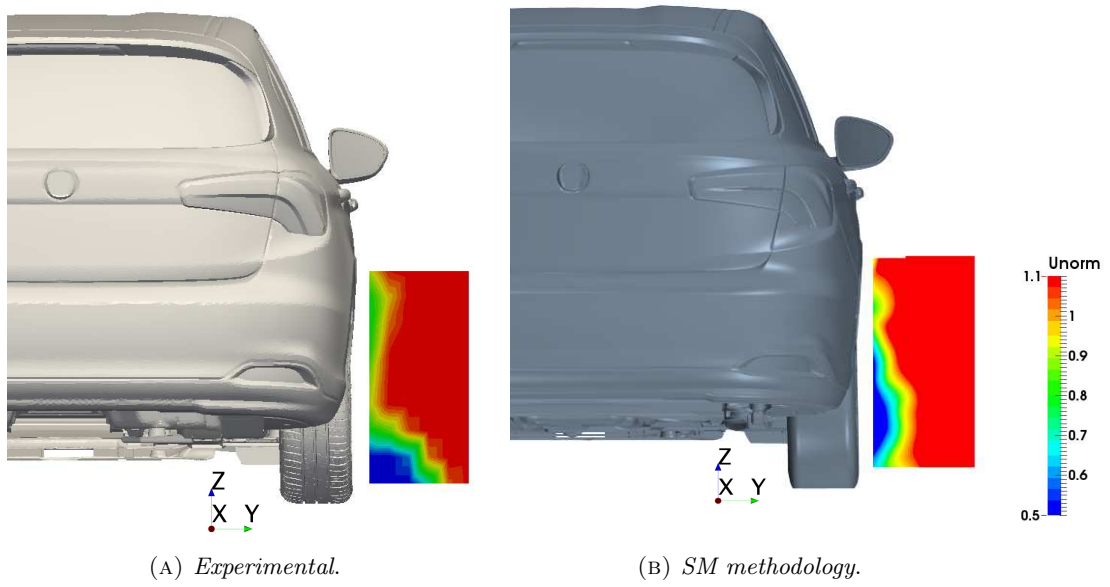 Unorm
1.1
1
0.9
0.8
0.7
0.6
0.5
Z
X Y
Z
X Y
(A) Experimental.
(B) SM methodology.